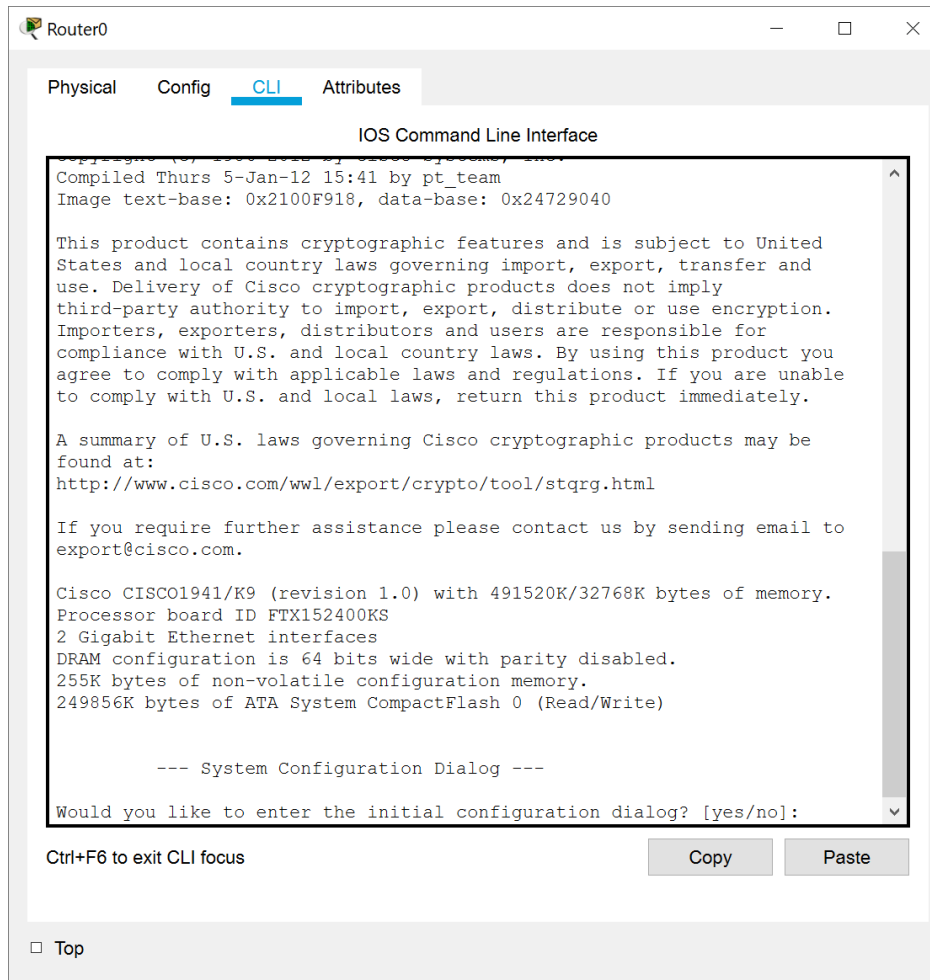 Router0
Physical Config CLI Attributes
IOS Command Line Interface
Compiled Thurs 5-Jan-12 15:41 by pt_team
Image text-base: 0x2100F918, data-base: 0x24729040
This product contains cryptographic features and is subject to United
States and local country laws governing import, export, transfer and
use. Delivery of Cisco cryptographic products does not imply
third-party authority to import, export, distribute or use encryption.
Importers, exporters, distributors and users are responsible for
compliance with U.S. and local country laws. By using this product you
agree to comply with applicable laws and regulations. If you are unable
to comply with U.S. and local laws, return this product immediately.
A summary of U.S. laws governing Cisco cryptographic products may be
found at:
http://www.cisco.com/wwl/export/crypto/tool/stqrg.html
If you require further assistance please contact us by sending email to
export@cisco.com.
Cisco CISCO1941/K9 (revision 1.0) with 491520K/32768K bytes of memory.
Processor board ID FTX152400KS
2 Gigabit Ethernet interfaces
DRAM configuration is 64 bits wide with parity disabled.
255K bytes of non-volatile configuration memory.
249856K bytes of ATA System CompactFlash 0 (Read/Write)
--- System Configuration Dialog ---
Would you like to enter the initial configuration dialog? [yes/no]:
Ctrl+F6 to exit CLI focus
Copy Paste
Top